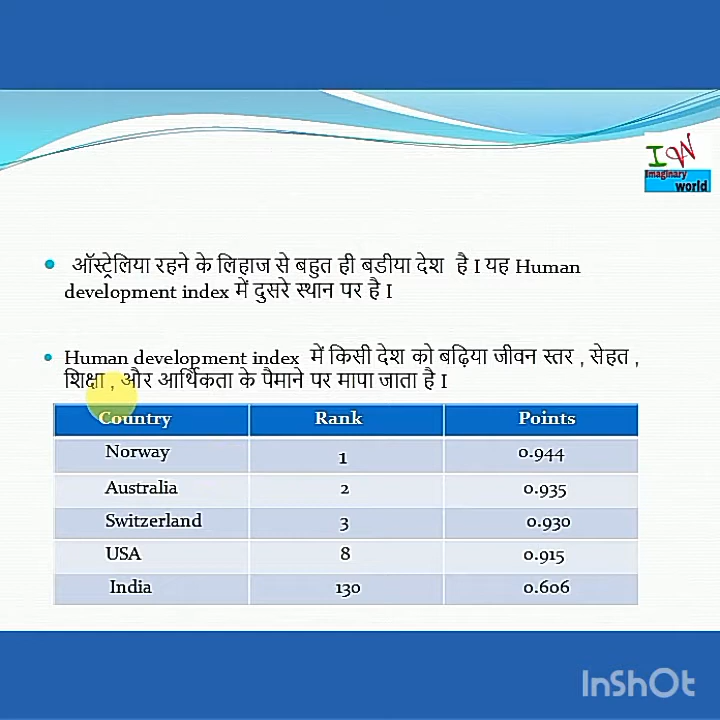 I W
Imaginary
world
ऑस्ट्रेलिया रहने के लिहाज से बहुत ही बडीया देश है I यह Human
development index में दुसरे स्थान पर है I
Human development index में किसी देश को बढ़िया जीवन स्तर , सेहत ,
शिक्षा , और आर्थिकता के पैमाने पर मापा जाता है I
Country Rank Points
Norway 1 0.944
Australia 2 0.935
Switzerland 3 0.930
USA 8 0.915
India 130 0.606
InShOt